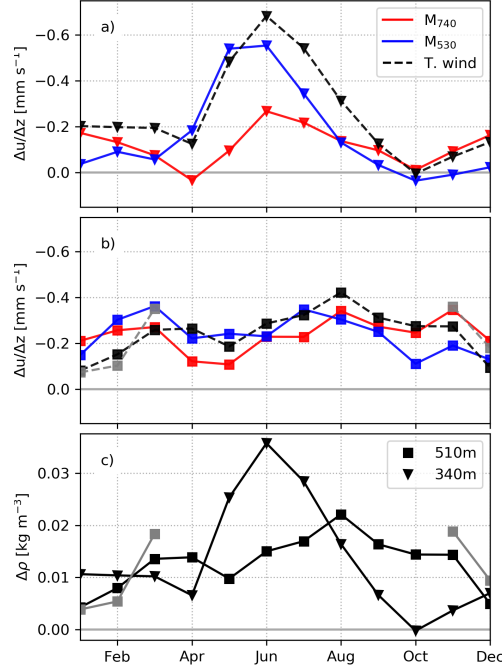 a)
M₇₄₀
M₅₃₀
T. wind
Δu/Δz [mm s⁻¹]
−0.6
−0.4
−0.2
0.0
b)
Δu/Δz [mm s⁻¹]
−0.6
−0.4
−0.2
0.0
c)
510m
340m
Δρ [kg m⁻³]
0.03
0.02
0.01
0.00
Feb Apr Jun Aug Oct Dec